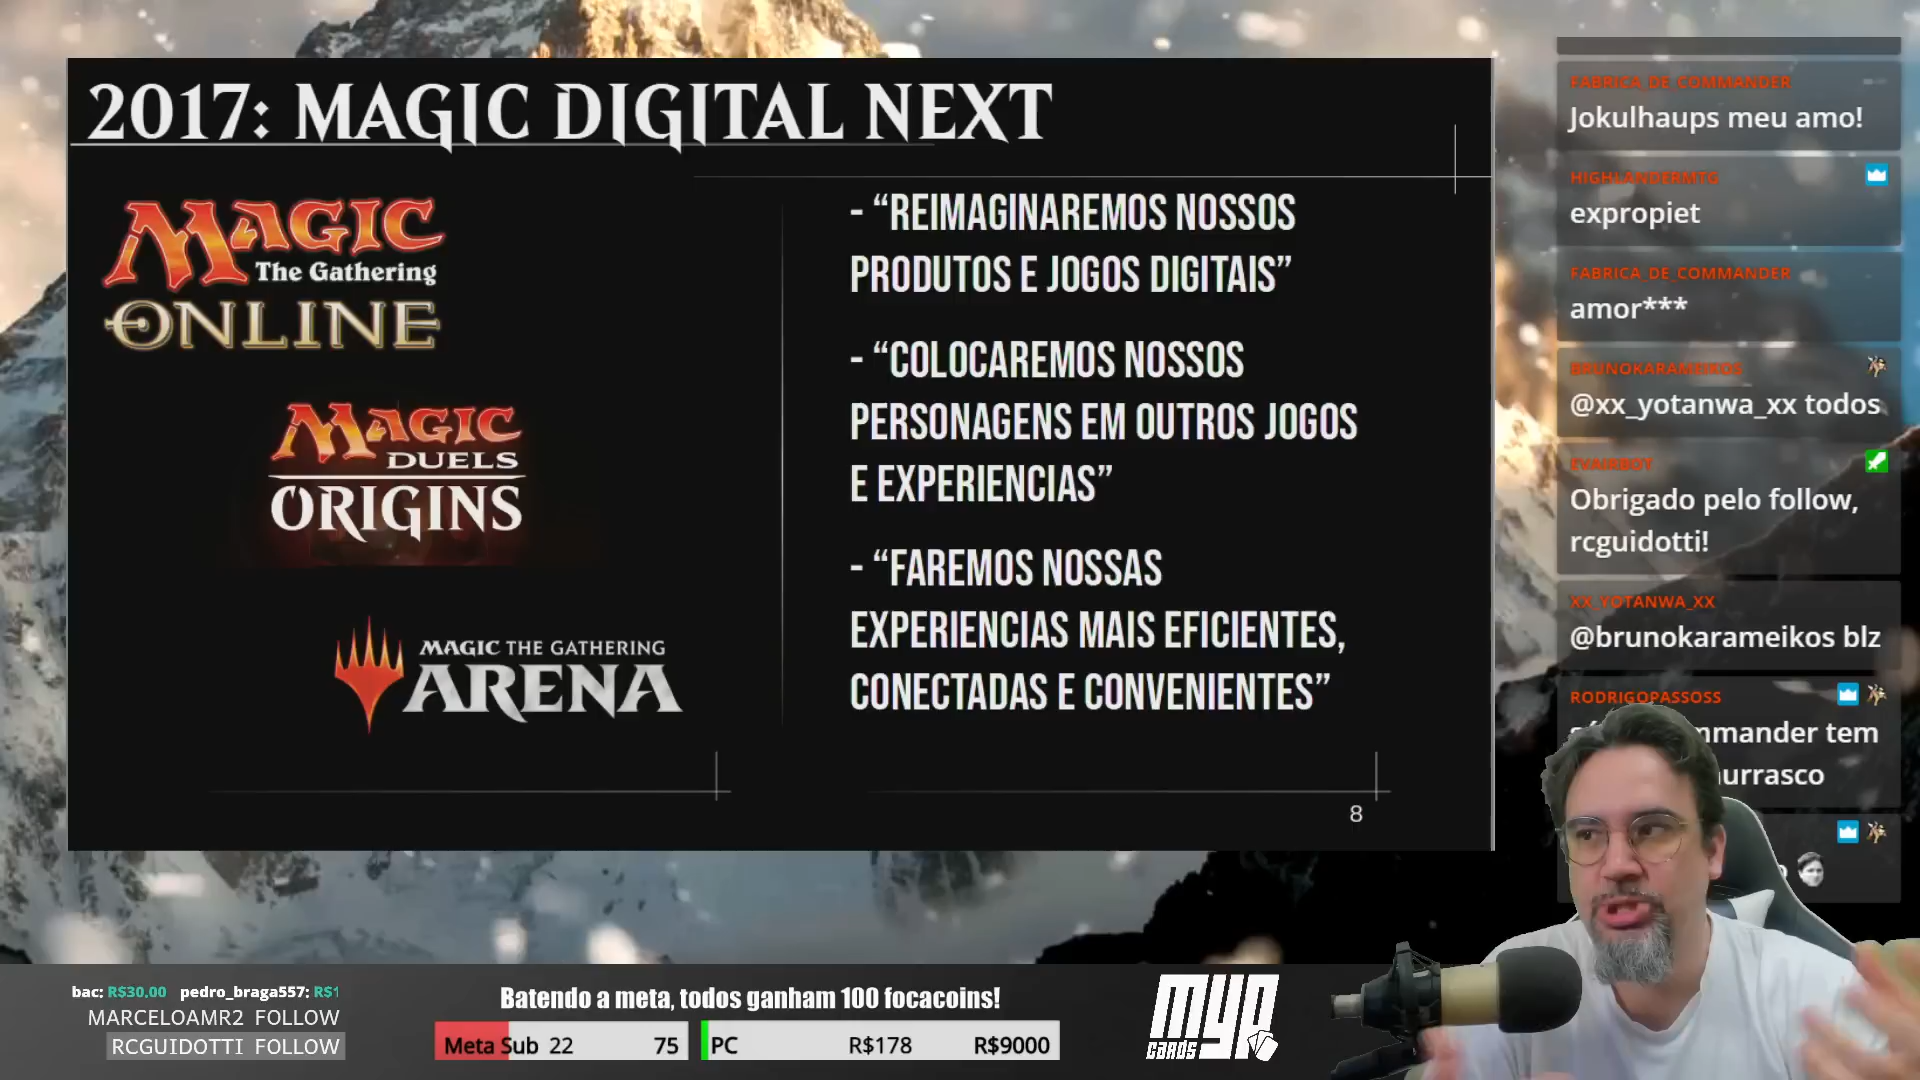 2017: MAGIC DIGITAL NEXT
MAGIC
The Gathering
ONLINE
MAGIC
DUELS
ORIGINS
MAGIC THE GATHERING
ARENA
- “REIMAGINAREMOS NOSSOS
PRODUTOS E JOGOS DIGITAIS”
- “COLOCAREMOS NOSSOS
PERSONAGENS EM OUTROS JOGOS
E EXPERIENCIAS”
- “FAREMOS NOSSAS
EXPERIENCIAS MAIS EFICIENTES,
CONECTADAS E CONVENIENTES”
8
FABRICA_DE_COMMANDER
Jokulhaups meu amo!
HIGHLANDERMTG
expropiet
FABRICA_DE_COMMANDER
amor***
BRUNOKARAMEIKOS
@xx_yotanwa_xx todos
EVAIRBOY
Obrigado pelo follow,
rcguidotti!
XX_YOTANWA_XX
@brunokarameikos blz
RODRIGOPASSOSS
tem
bac: R$30.00 pedro_braga557: R$1
MARCELOAMR2 FOLLOW
RCGUIDOTTI FOLLOW
Batendo a meta, todos ganham 100 focacoins!
Meta Sub 22 75
PC R$178 R$9000
MYP
CARDS